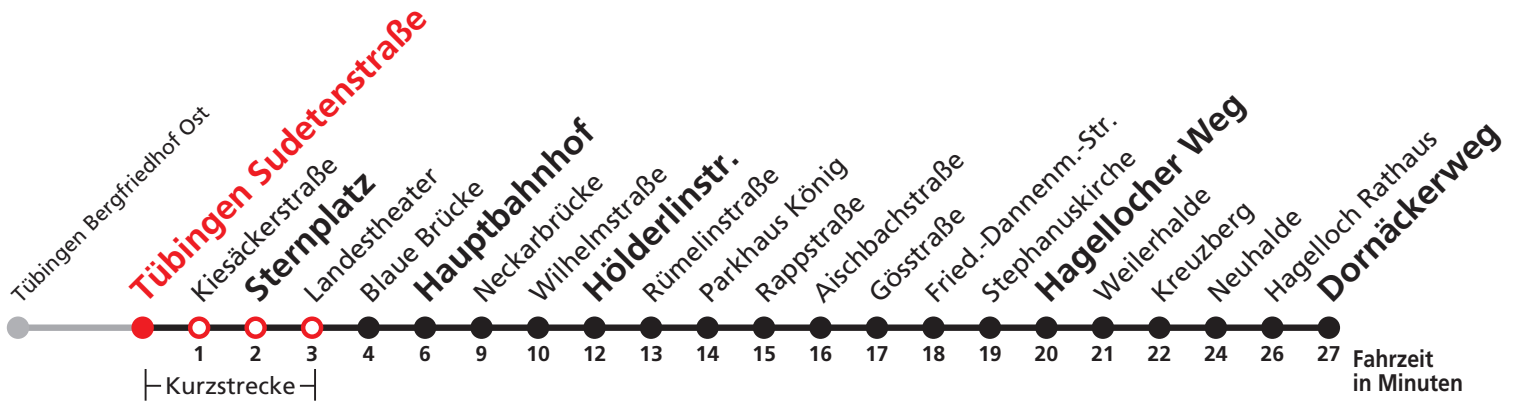 Tübingen Bergfriedhof Ost
Tübingen Sudetenstraße
Kiesäckerstraße
Sternplatz
Landestheater
Blaue Brücke
Hauptbahnhof
Neckarbrücke
Wilhelmstraße
Hölderlinstr.
Rümelinstraße
Parkhaus König
Rappstraße
Aischbachstraße
Gösstraße
Fried.-Dannenm.-Str.
Stephanuskirche
Hagellocher Weg
Weilerhalde
Kreuzberg
Neuhalde
Hagelloch Rathaus
Dornäckerweg
1 2 3 4 6 9 10 12 13 14 15 16 17 18 19 20 21 22 24 26 27 Fahrzeit
in Minuten
Kurzstrecke